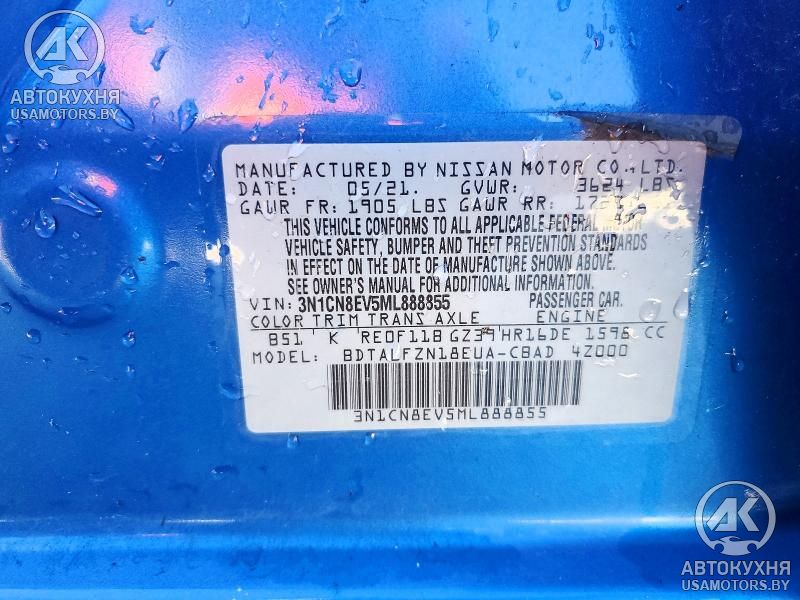 АК
АВТОКУХНЯ
USAMOTORS.BY
MANUFACTURED BY NISSAN MOTOR CO.,LTD.
DATE: 05/21. GVWR: 3624 LBS
GAWR FR: 1905 LBS GAWR RR:
THIS VEHICLE CONFORMS TO ALL APPLICABLE FEDERAL MOTOR
VEHICLE SAFETY, BUMPER AND THEFT PREVENTION STANDARDS
IN EFFECT ON THE DATE OF MANUFACTURE SHOWN ABOVE.
SEE OWNER'S MANUAL FOR ADDITIONAL INFORMATION
VIN: 3N1CN8EV5ML888855 PASSENGER CAR.
COLOR TRIM TRANS AXLE ENGINE
B51 K RE0F11B GZ39 HR16DE 1596 CC
MODEL: BDTALFZN18EUA-CBAD 4Z000
3N1CN8EV5ML888855
АК
АВТОКУХНЯ
USAMOTORS.BY